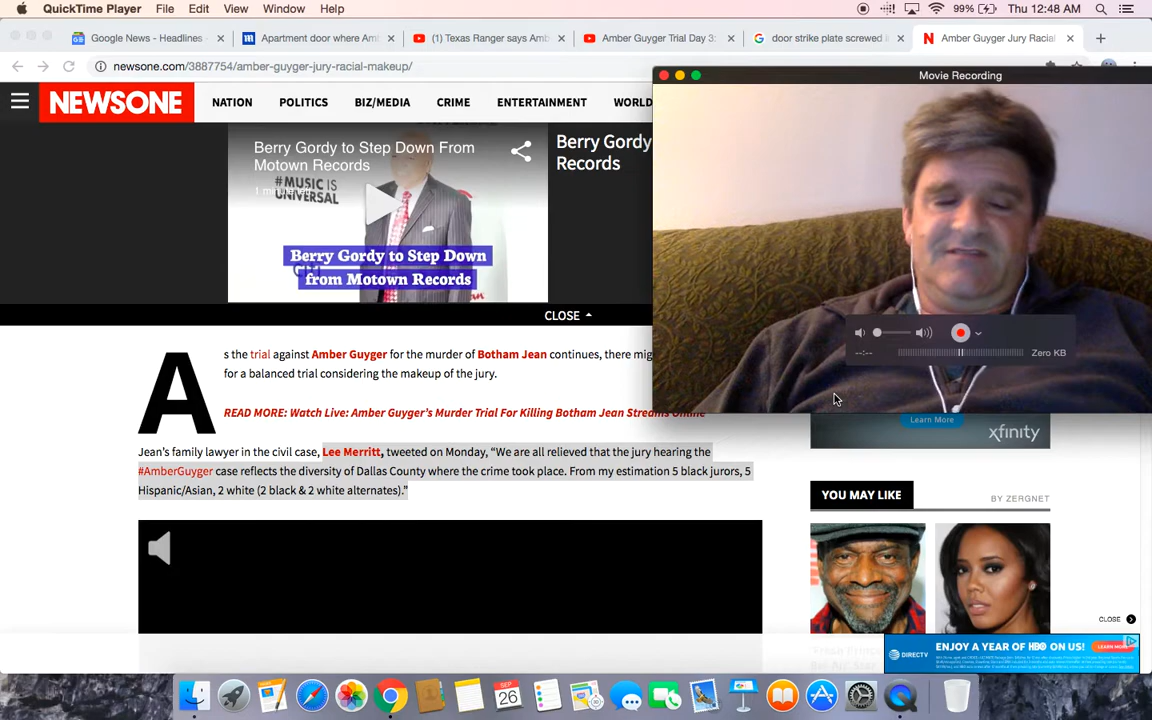 QuickTime Player File Edit View Window Help 99% Thu 12:48 AM
Google News - Headlines - Apartment door where Am (1) Texas Ranger says Amb Amber Guyger Trial Day 3: door strike plate screwed i Amber Guyger Jury Racial
newsone.com/3887754/amber-guyger-jury-racial-makeup/
Movie Recording
NEWSONE NATION POLITICS BIZ/MEDIA CRIME ENTERTAINMENT WORLD
Berry Gordy to Step Down From
Motown Records
Berry Gordy
Records
#MUSIC IS
UNIVERSAL
Berry Gordy to Step Down
from Motown Records
CLOSE
--:-- Zero KB
As the trial against Amber Guyger for the murder of Botham Jean continues, there mig
for a balanced trial considering the makeup of the jury.
READ MORE: Watch Live: Amber Guyger's Murder Trial For Killing Botham Jean Streams Online
Learn More
xfinity
Jean's family lawyer in the civil case, Lee Merritt, tweeted on Monday, “We are all relieved that the jury hearing the
#AmberGuyger case reflects the diversity of Dallas County where the crime took place. From my estimation 5 black jurors, 5
Hispanic/Asian, 2 white (2 black & 2 white alternates).”
YOU MAY LIKE BY ZERGNET
CLOSE
DIRECTV ENJOY A YEAR OF HBO ON US! LEARN MORE
SEP
26